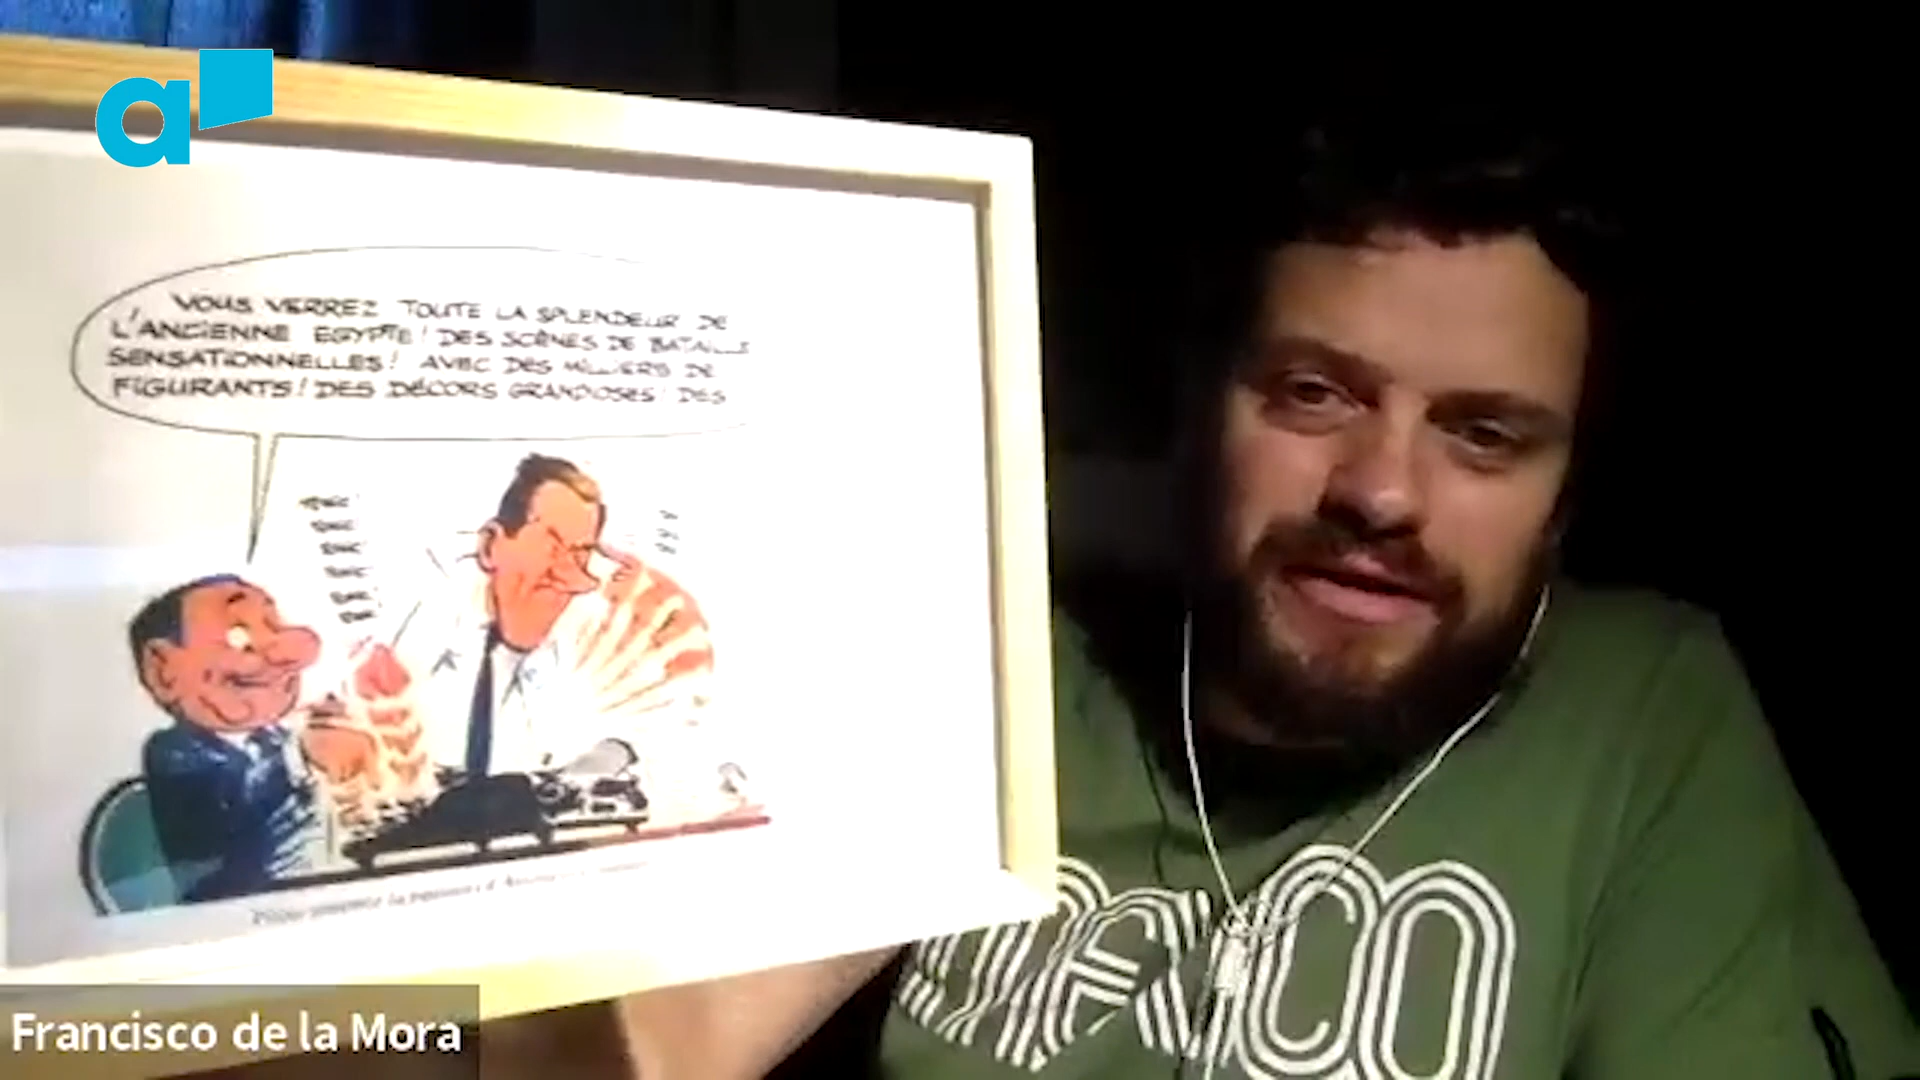 a
VOUS VERREZ TOUTE LA SPLENDEUR DE
L'ANCIENNE EGYPTE! DES SCÈNES DE BATAILLE
SENSATIONNELLES! AVEC DES MILLIERS DE
FIGURANTS! DES DÉCORS GRANDIOSES! DES
Francisco de la Mora